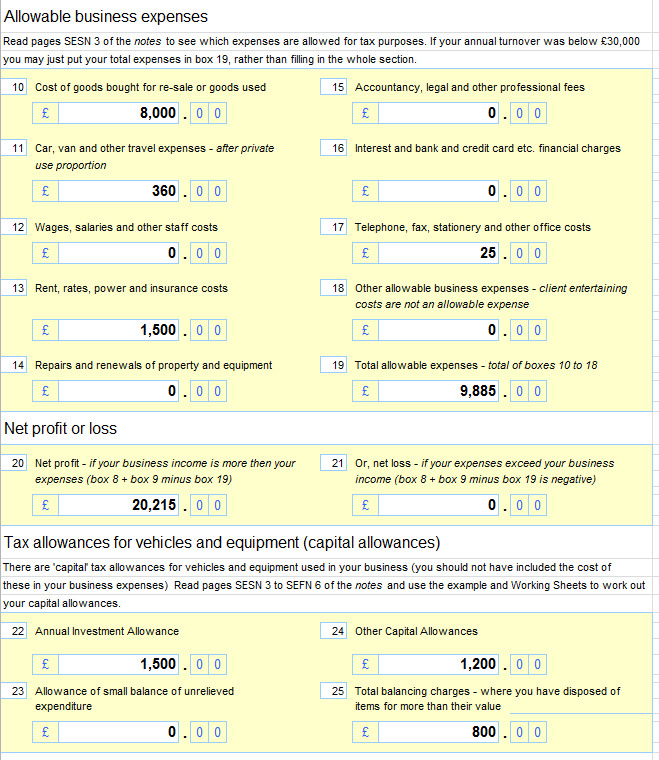 Allowable business expenses
Read pages SESN 3 of the notes to see which expenses are allowed for tax purposes. If your annual turnover was below £30,000
you may just put your total expenses in box 19, rather than filling in the whole section.
10 Cost of goods bought for re-sale or goods used
£ 8,000 . 0 0
15 Accountancy, legal and other professional fees
£ 0 . 0 0
11 Car, van and other travel expenses - after private
use proportion
£ 360 . 0 0
16 Interest and bank and credit card etc. financial charges
£ 0 . 0 0
12 Wages, salaries and other staff costs
£ 0 . 0 0
17 Telephone, fax, stationery and other office costs
£ 25 . 0 0
13 Rent, rates, power and insurance costs
£ 1,500 . 0 0
18 Other allowable business expenses - client entertaining
costs are not an allowable expense
£ 0 . 0 0
14 Repairs and renewals of property and equipment
£ 0 . 0 0
19 Total allowable expenses - total of boxes 10 to 18
£ 9,885 . 0 0
Net profit or loss
20 Net profit - if your business income is more then your
expenses (box 8 + box 9 minus box 19)
£ 20,215 . 0 0
21 Or, net loss - if your expenses exceed your business
income (box 8 + box 9 minus box 19 is negative)
£ 0 . 0 0
Tax allowances for vehicles and equipment (capital allowances)
There are 'capital' tax allowances for vehicles and equipment used in your business (you should not have included the cost of
these in your business expenses) Read pages SESN 3 to SEFN 6 of the notes and use the example and Working Sheets to work out
your capital allowances.
22 Annual Investment Allowance
£ 1,500 . 0 0
24 Other Capital Allowances
£ 1,200 . 0 0
23 Allowance of small balance of unrelieved
expenditure
£ 0 . 0 0
25 Total balancing charges - where you have disposed of
items for more than their value
£ 800 . 0 0